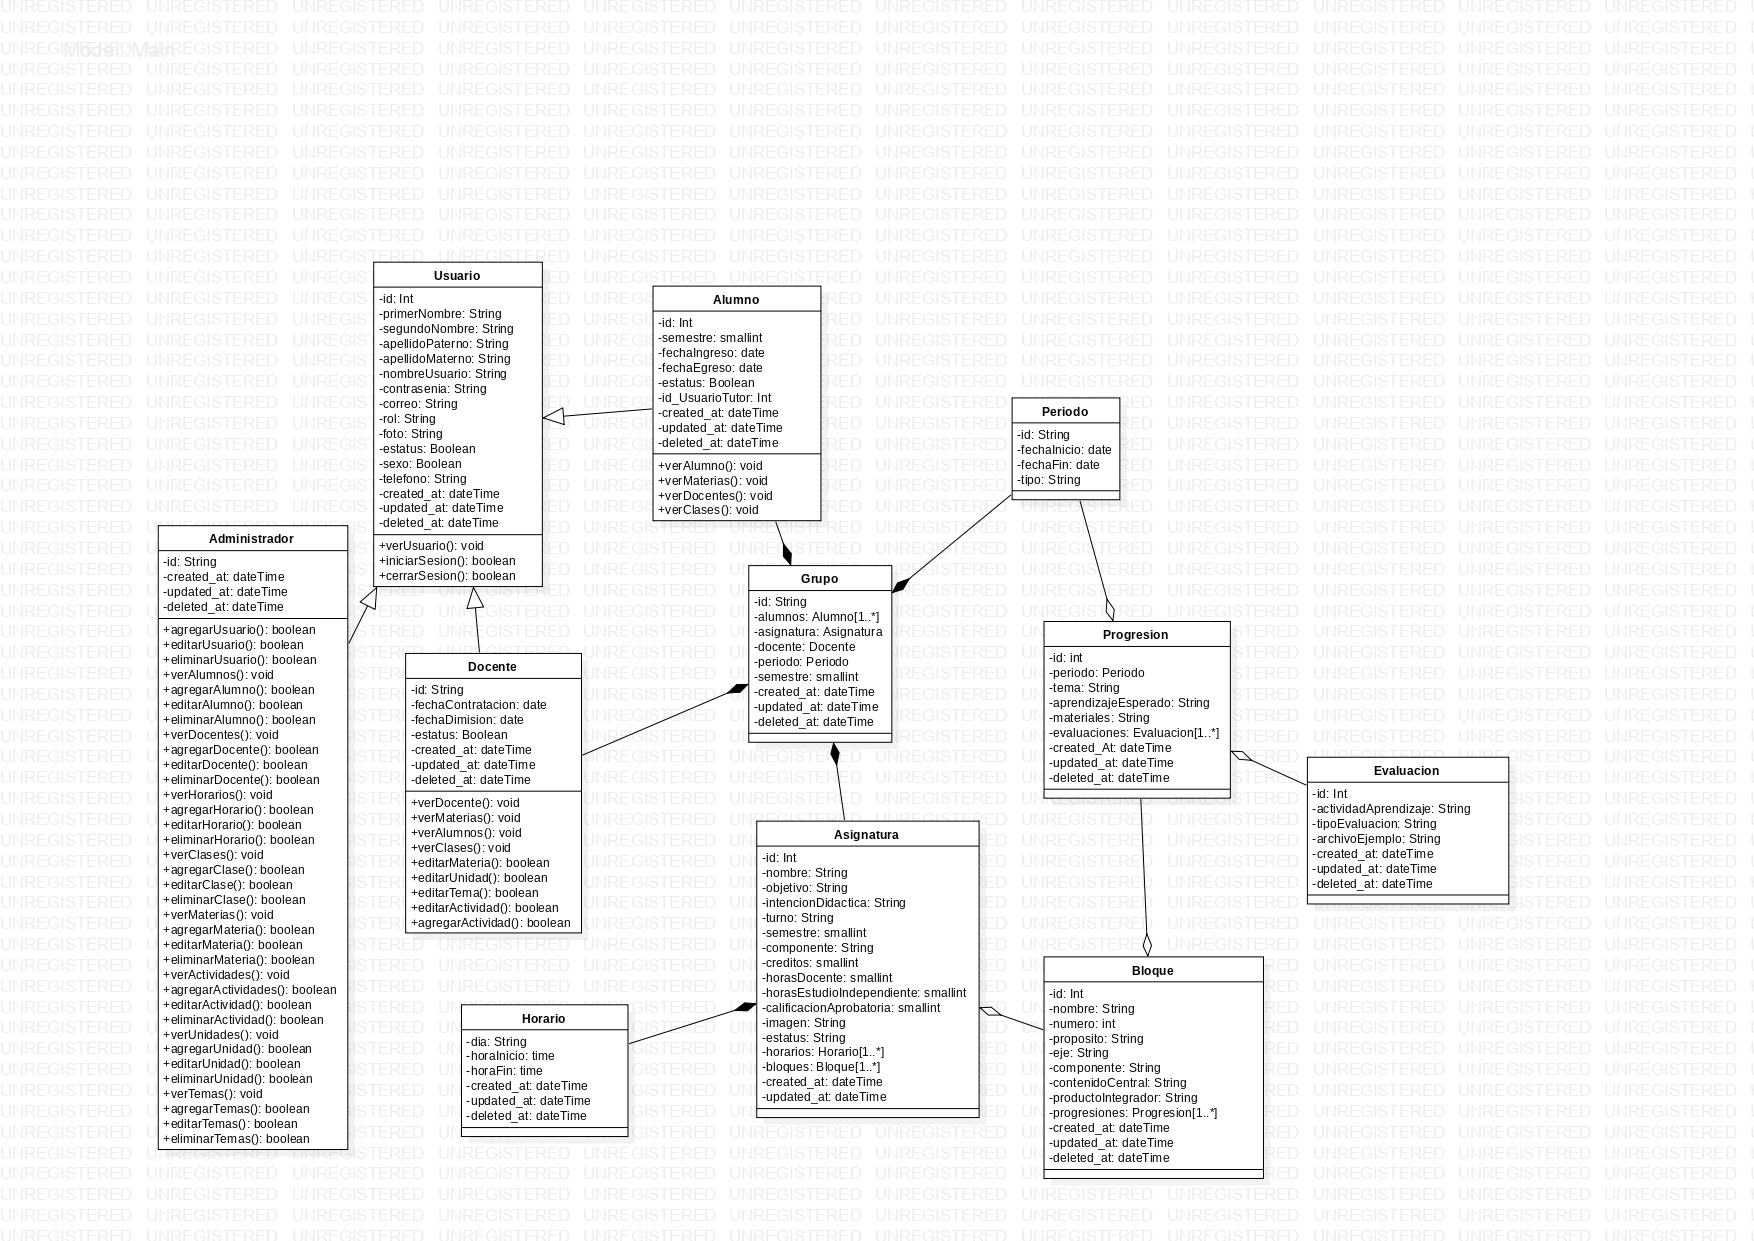 Model::Main
UNREGISTERED
Usuario
-id: Int
-primerNombre: String
-segundoNombre: String
-apellidoPaterno: String
-apellidoMaterno: String
-nombreUsuario: String
-contrasenia: String
-correo: String
-rol: String
-foto: String
-estatus: Boolean
-sexo: Boolean
-telefono: String
-created_at: dateTime
-updated_at: dateTime
-deleted_at: dateTime
+verUsuario(): void
+iniciarSesion(): boolean
+cerrarSesion(): boolean
Alumno
-id: Int
-semestre: smallint
-fechaIngreso: date
-fechaEgreso: date
-estatus: Boolean
-id_UsuarioTutor: Int
-created_at: dateTime
-updated_at: dateTime
-deleted_at: dateTime
+verAlumno(): void
+verMaterias(): void
+verDocentes(): void
+verClases(): void
Periodo
-id: String
-fechaInicio: date
-fechaFin: date
-tipo: String
Administrador
-id: String
-created_at: dateTime
-updated_at: dateTime
-deleted_at: dateTime
+agregarUsuario(): boolean
+editarUsuario(): boolean
+eliminarUsuario(): boolean
+verAlumnos(): void
+agregarAlumno(): boolean
+editarAlumno(): boolean
+eliminarAlumno(): boolean
+verDocentes(): void
+agregarDocente(): boolean
+editarDocente(): boolean
+eliminarDocente(): boolean
+verHorarios(): void
+agregarHorario(): boolean
+editarHorario(): boolean
+eliminarHorario(): boolean
+verClases(): void
+agregarClase(): boolean
+editarClase(): boolean
+eliminarClase(): boolean
+verMaterias(): void
+agregarMateria(): boolean
+editarMateria(): boolean
+eliminarMateria(): boolean
+verActividades(): void
+agregarActividades(): boolean
+editarActividad(): boolean
+eliminarActividad(): boolean
+verUnidades(): void
+agregarUnidad(): boolean
+editarUnidad(): boolean
+eliminarUnidad(): boolean
+verTemas(): void
+agregarTemas(): boolean
+editarTemas(): boolean
+eliminarTemas(): boolean
Docente
-id: String
-fechaContratacion: date
-fechaDimision: date
-estatus: Boolean
-created_at: dateTime
-updated_at: dateTime
-deleted_at: dateTime
+verDocente(): void
+verMaterias(): void
+verAlumnos(): void
+verClases(): void
+editarMateria(): boolean
+editarUnidad(): boolean
+editarTema(): boolean
+editarActividad(): boolean
+agregarActividad(): boolean
Grupo
-id: String
-alumnos: Alumno[1..*]
-asignatura: Asignatura
-docente: Docente
-periodo: Periodo
-semestre: smallint
-created_at: dateTime
-updated_at: dateTime
-deleted_at: dateTime
Progresion
-id: int
-periodo: Periodo
-tema: String
-aprendizajeEsperado: String
-materiales: String
-evaluaciones: Evaluacion[1..*]
-created_At: dateTime
-updated_at: dateTime
-deleted_at: dateTime
Evaluacion
-id: Int
-actividadAprendizaje: String
-tipoEvaluacion: String
-archivoEjemplo: String
-created_at: dateTime
-updated_at: dateTime
-deleted_at: dateTime
Asignatura
-id: Int
-nombre: String
-objetivo: String
-intencionDidactica: String
-turno: String
-semestre: smallint
-componente: String
-creditos: smallint
-horasDocente: smallint
-horasEstudioIndependiente: smallint
-calificacionAprobatoria: smallint
-imagen: String
-estatus: String
-horarios: Horario[1..*]
-bloques: Bloque[1..*]
-created_at: dateTime
-updated_at: dateTime
Horario
-dia: String
-horaInicio: time
-horaFin: time
-created_at: dateTime
-updated_at: dateTime
-deleted_at: dateTime
Bloque
-id: Int
-nombre: String
-numero: int
-proposito: String
-eje: String
-componente: String
-contenidoCentral: String
-productoIntegrador: String
-progresiones: Progresion[1..*]
-created_at: dateTime
-updated_at: dateTime
-deleted_at: dateTime